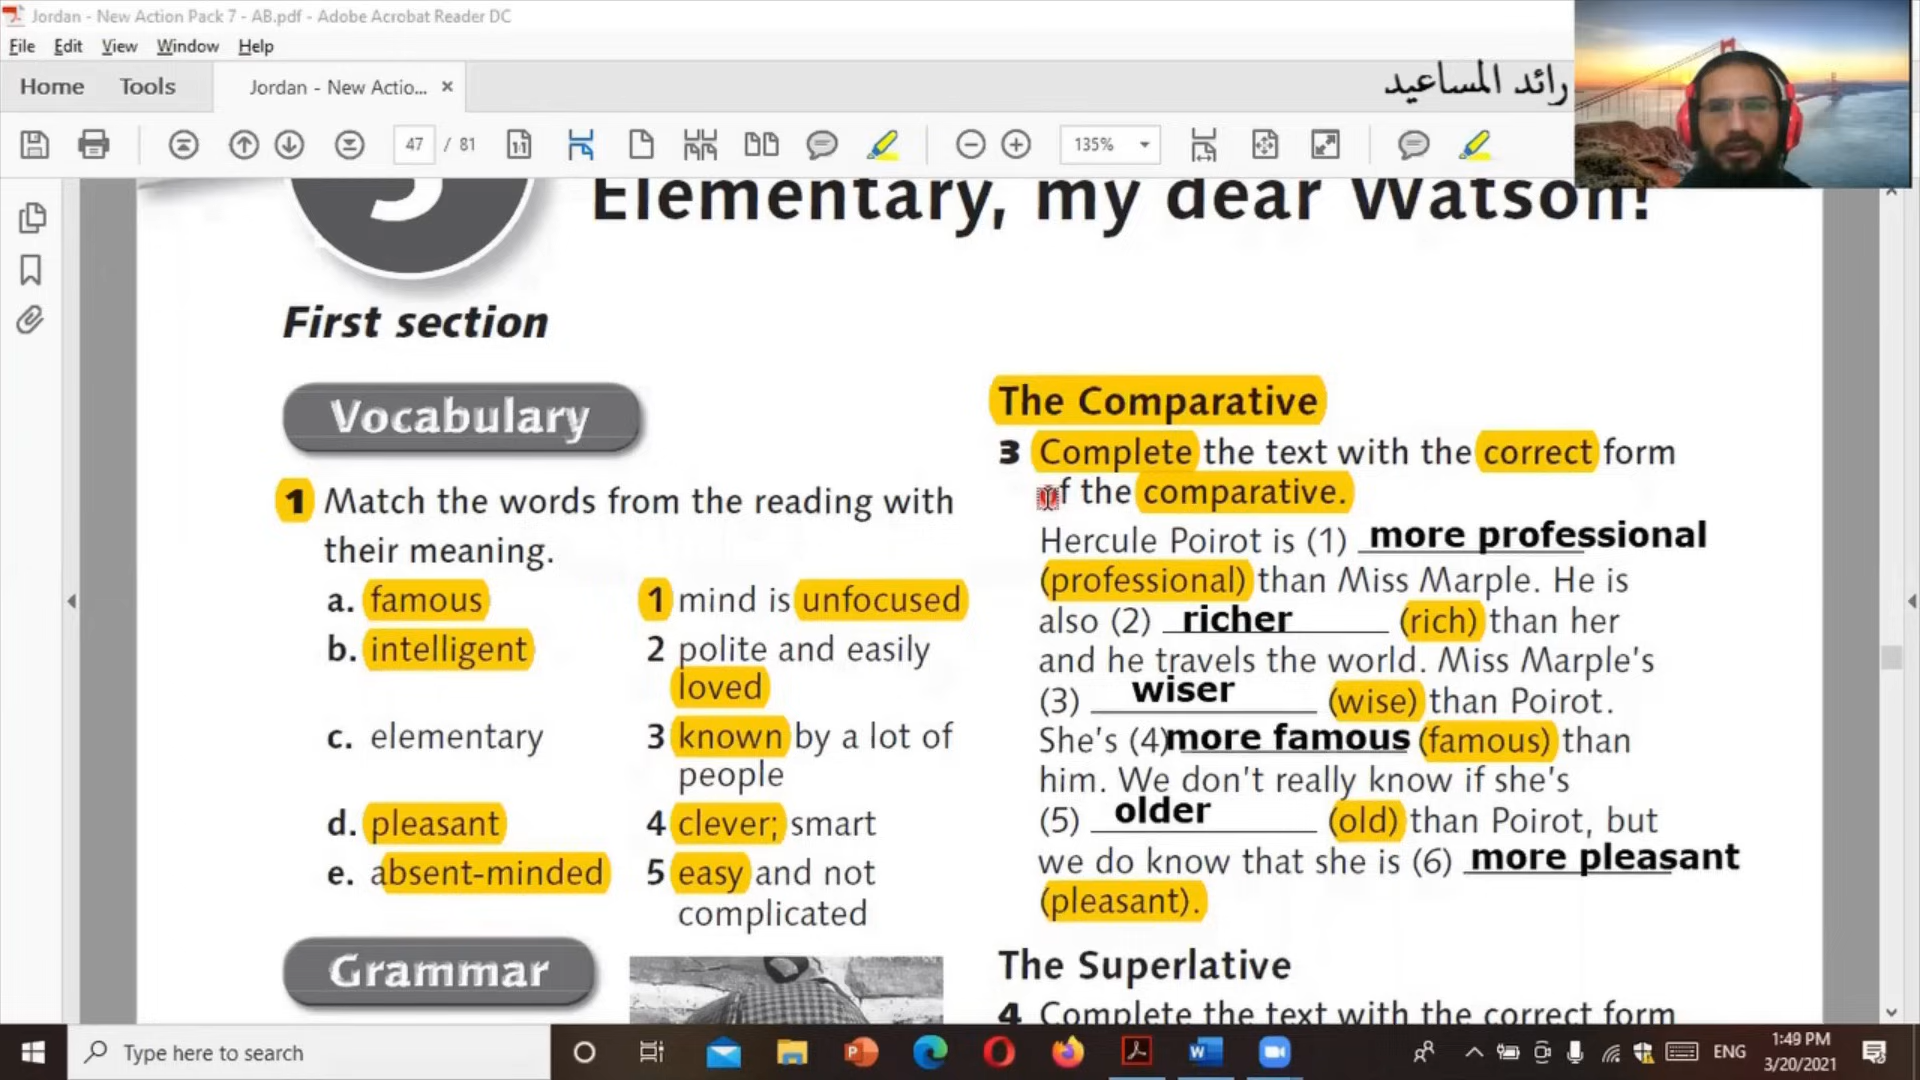 Jordan - New Action Pack 7 - AB.pdf - Adobe Acrobat Reader DC
File Edit View Window Help
Home Tools Jordan - New Actio... ×
رائد المساعيد
47 / 81 135%
Elementary, my dear Watson!
First section
Vocabulary
1 Match the words from the reading with
their meaning.
a. famous 1 mind is unfocused
b. intelligent 2 polite and easily
loved
c. elementary 3 known by a lot of
people
d. pleasant 4 clever; smart
e. absent-minded 5 easy and not
complicated
Grammar
The Comparative
3 Complete the text with the correct form
of the comparative.
Hercule Poirot is (1) more professional
(professional) than Miss Marple. He is
also (2) richer (rich) than her
and he travels the world. Miss Marple's
(3) wiser (wise) than Poirot.
She's (4) more famous (famous) than
him. We don't really know if she's
(5) older (old) than Poirot, but
we do know that she is (6) more pleasant
(pleasant).
The Superlative
4 Complete the text with the correct form
Type here to search
ENG
1:49 PM
3/20/2021